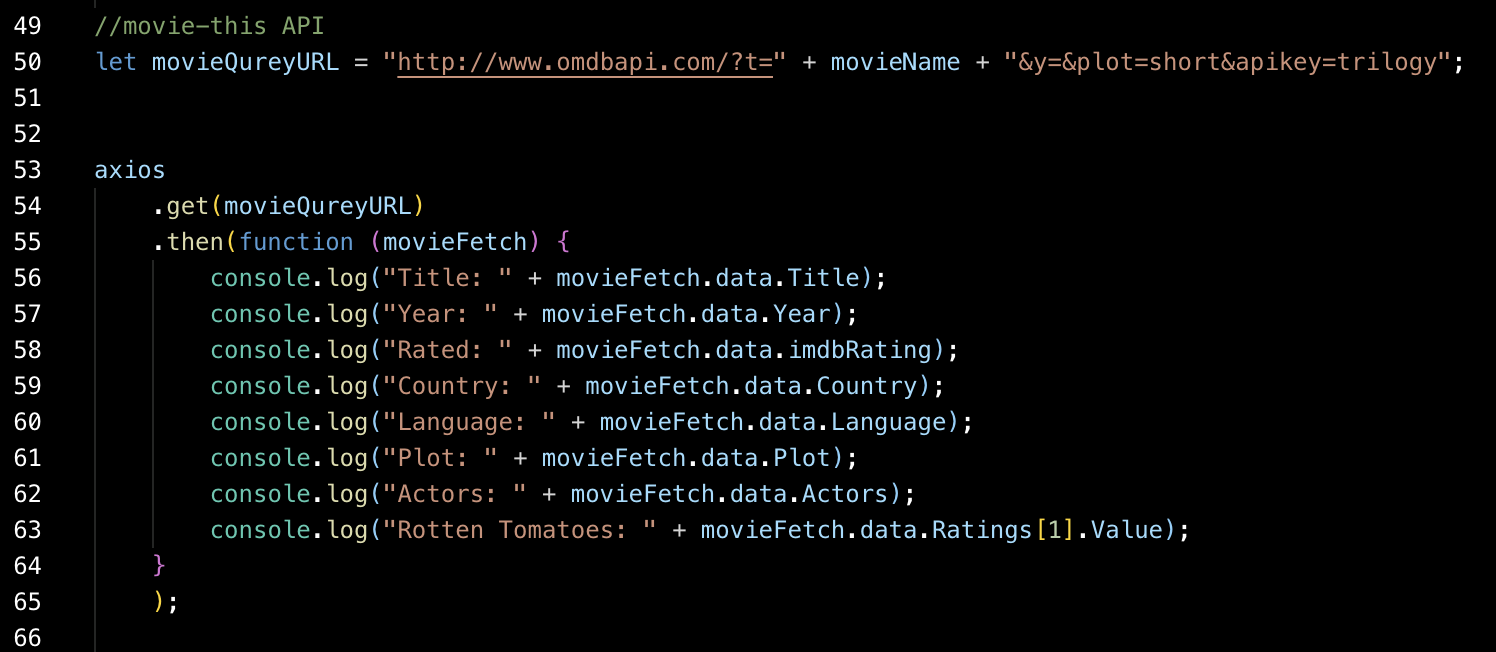 49 //movie-this API
50 let movieQureyURL = "http://www.omdbapi.com/?t=" + movieName + "&y=&plot=short&apikey=trilogy";
51
52
53 axios
54 .get(movieQureyURL)
55 .then(function (movieFetch) {
56 console.log("Title: " + movieFetch.data.Title);
57 console.log("Year: " + movieFetch.data.Year);
58 console.log("Rated: " + movieFetch.data.imdbRating);
59 console.log("Country: " + movieFetch.data.Country);
60 console.log("Language: " + movieFetch.data.Language);
61 console.log("Plot: " + movieFetch.data.Plot);
62 console.log("Actors: " + movieFetch.data.Actors);
63 console.log("Rotten Tomatoes: " + movieFetch.data.Ratings[1].Value);
64 }
65 );
66